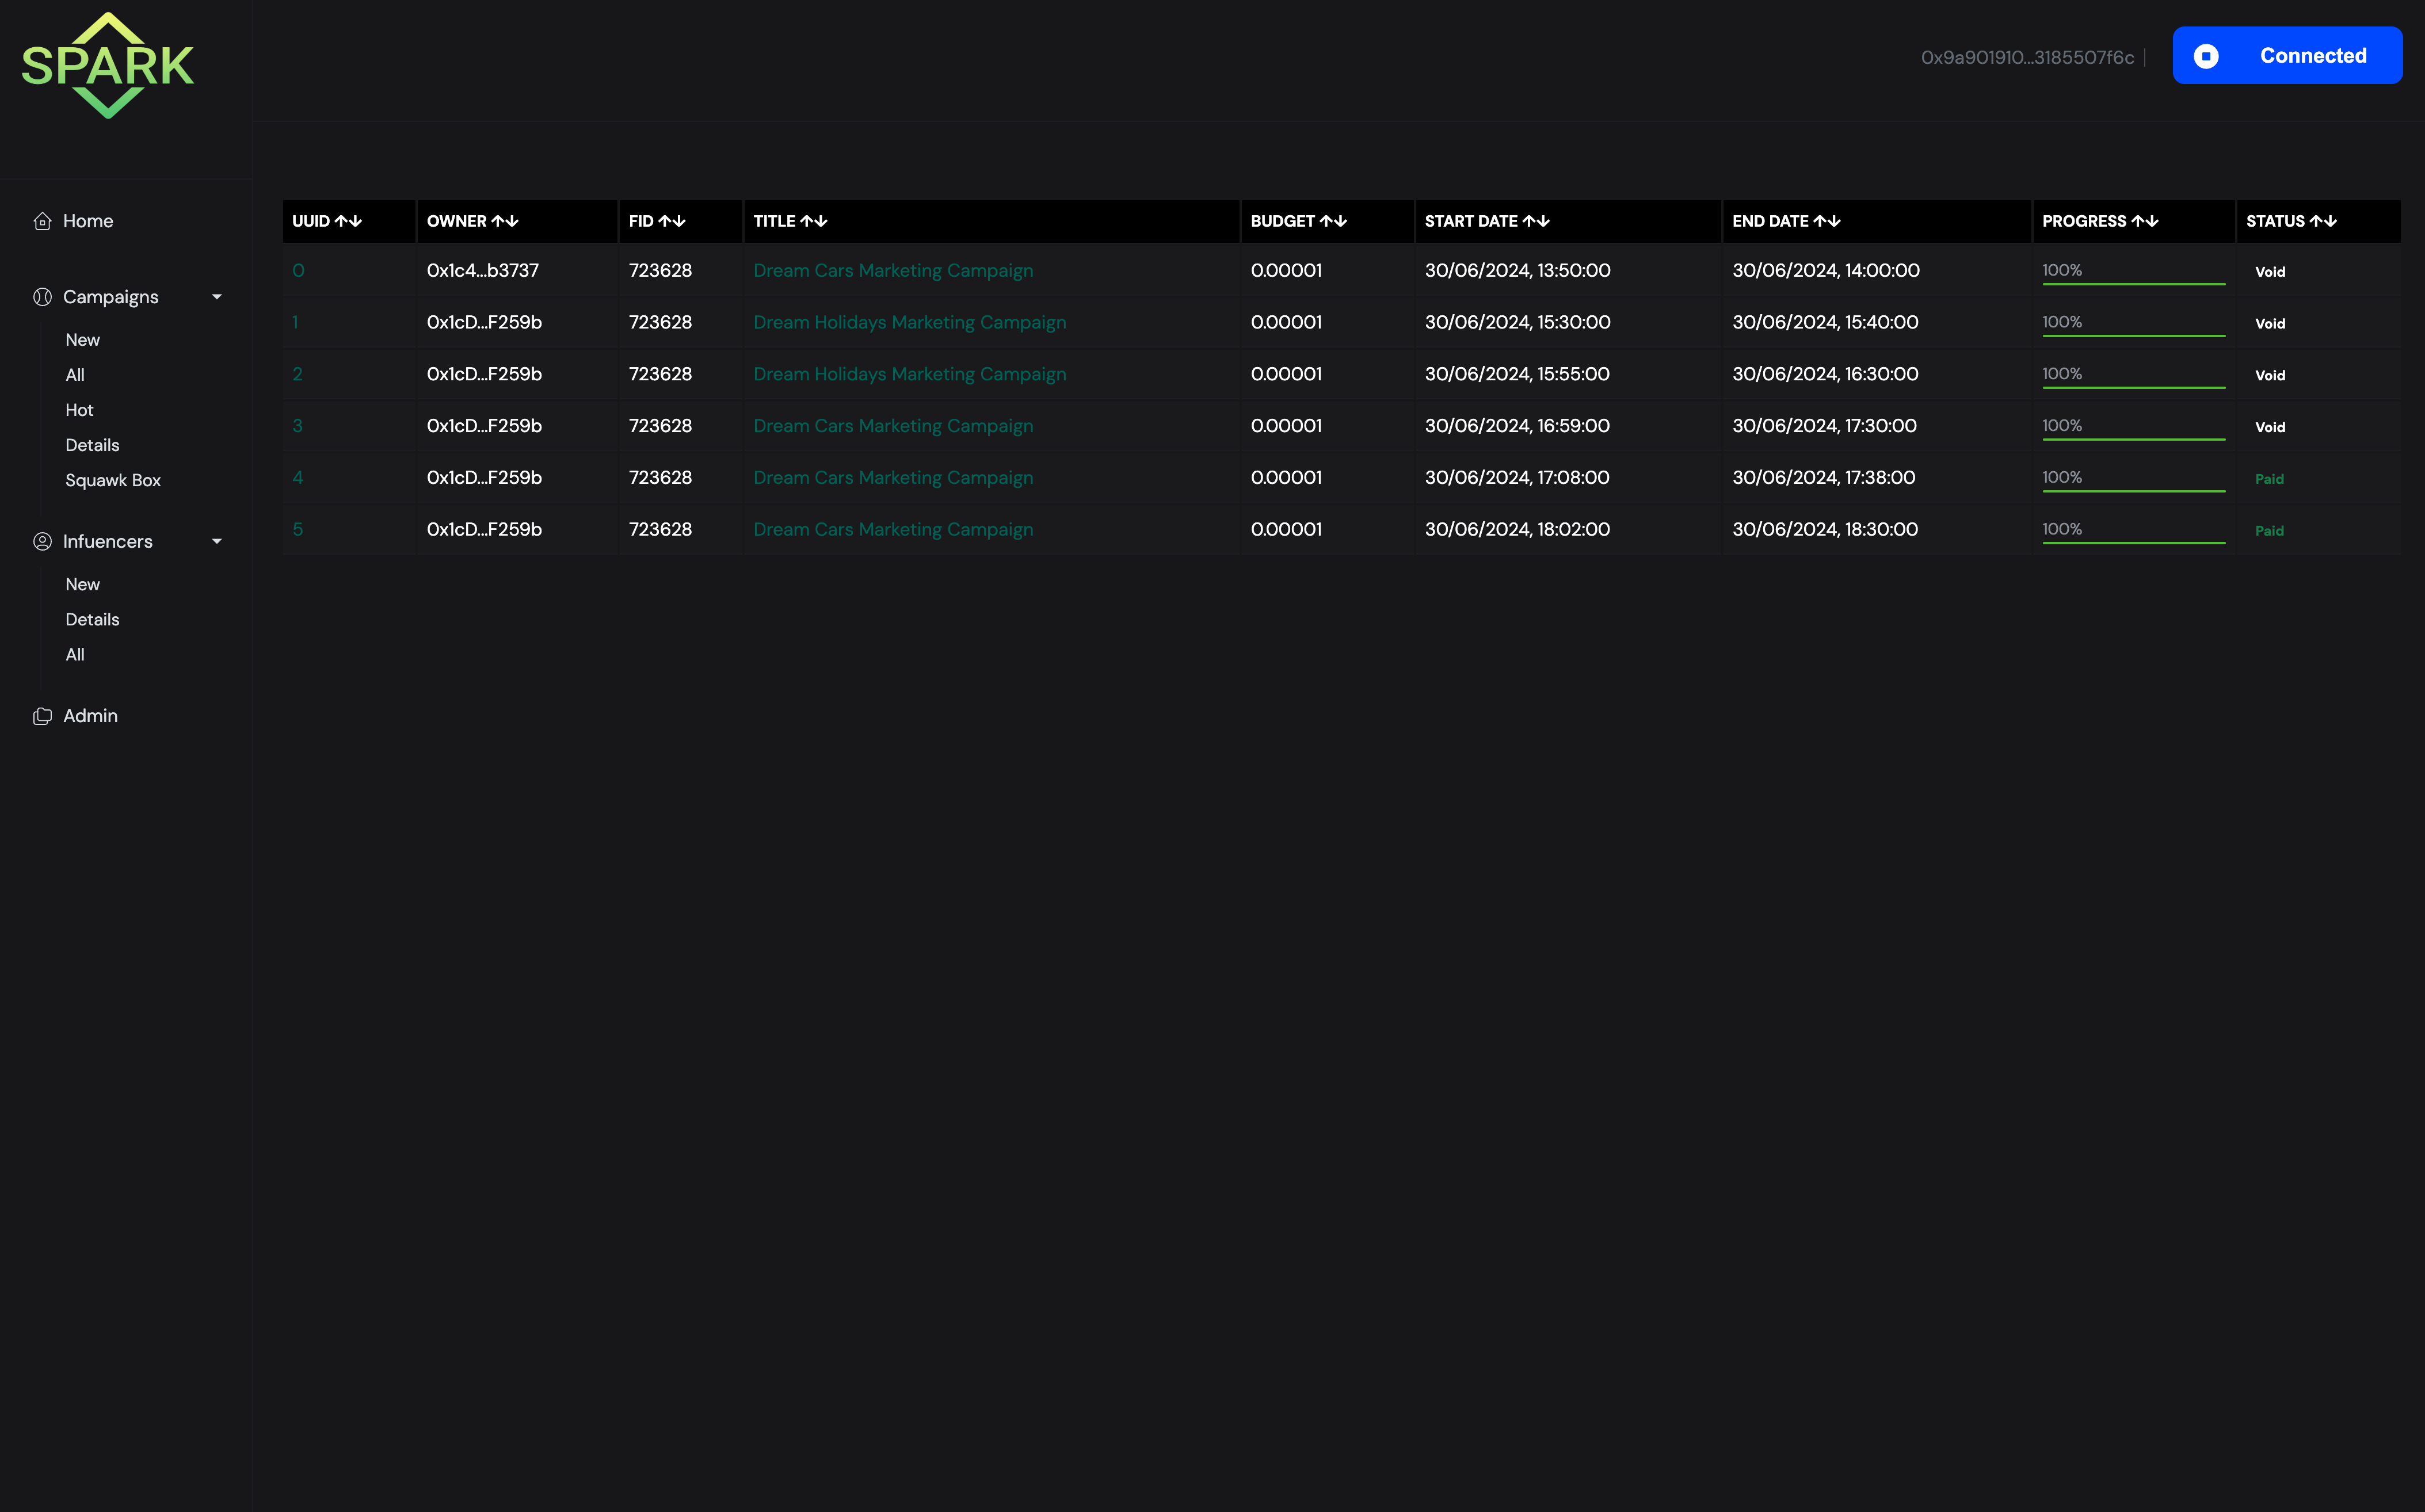 SPARK
0x9a901910...3185507f6c
Connected
Home
Campaigns
New
All
Hot
Details
Squawk Box
Infuencers
New
Details
All
Admin
UUID ↑↓ OWNER ↑↓ FID ↑↓ TITLE ↑↓ BUDGET ↑↓ START DATE ↑↓ END DATE ↑↓ PROGRESS ↑↓ STATUS ↑↓
0 0x1c4...b3737 723628 Dream Cars Marketing Campaign 0.00001 30/06/2024, 13:50:00 30/06/2024, 14:00:00 100% Void
1 0x1cD...F259b 723628 Dream Holidays Marketing Campaign 0.00001 30/06/2024, 15:30:00 30/06/2024, 15:40:00 100% Void
2 0x1cD...F259b 723628 Dream Holidays Marketing Campaign 0.00001 30/06/2024, 15:55:00 30/06/2024, 16:30:00 100% Void
3 0x1cD...F259b 723628 Dream Cars Marketing Campaign 0.00001 30/06/2024, 16:59:00 30/06/2024, 17:30:00 100% Void
4 0x1cD...F259b 723628 Dream Cars Marketing Campaign 0.00001 30/06/2024, 17:08:00 30/06/2024, 17:38:00 100% Paid
5 0x1cD...F259b 723628 Dream Cars Marketing Campaign 0.00001 30/06/2024, 18:02:00 30/06/2024, 18:30:00 100% Paid